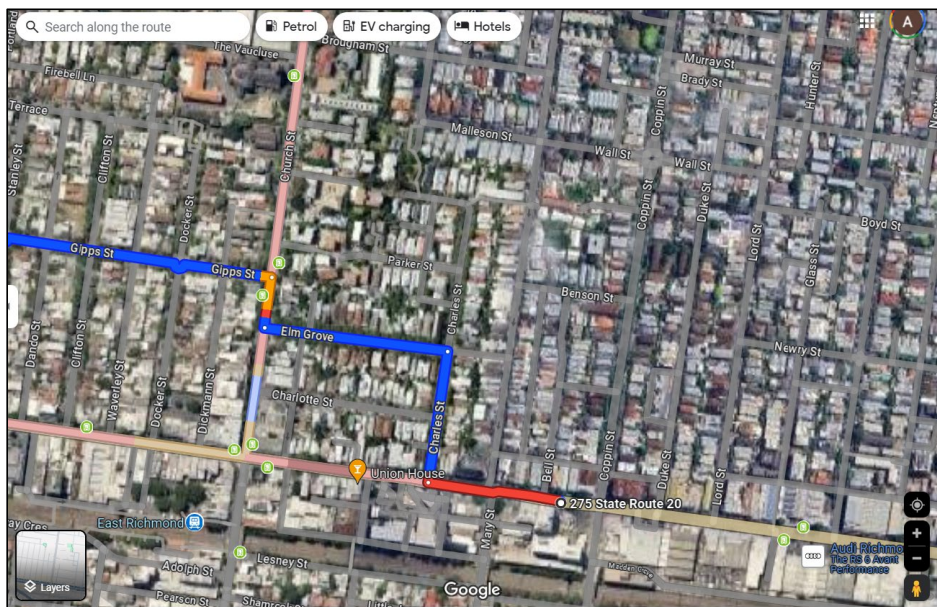 Search along the route
Petrol
EV charging
Hotels
A
The Vaucluse
Brougham St
Firebell Ln
Terrace
Stanley St
Clifton St
Docker St
Church St
Murray St
Brady St
Hunter St
Malleson St
Coppin St
Wall St
Wall St
Boyd St
Coppin St
Duke St
Lord St
Glass St
Gipps St
Gipps St
Parker St
Charles St
Benson St
Elm Grove
Newry St
Dando St
Clifton St
Waverley St
Docker St
Dickmann St
Charlotte St
Charles St
Union House
Bell St
Coppin St
Duke St
Lord St
275 State Route 20
Mary St
East Richmond
Lesney St
Adolph St
Pearson St
Layers
Google
Audi Richmo
The RS 6 Avant
Performance